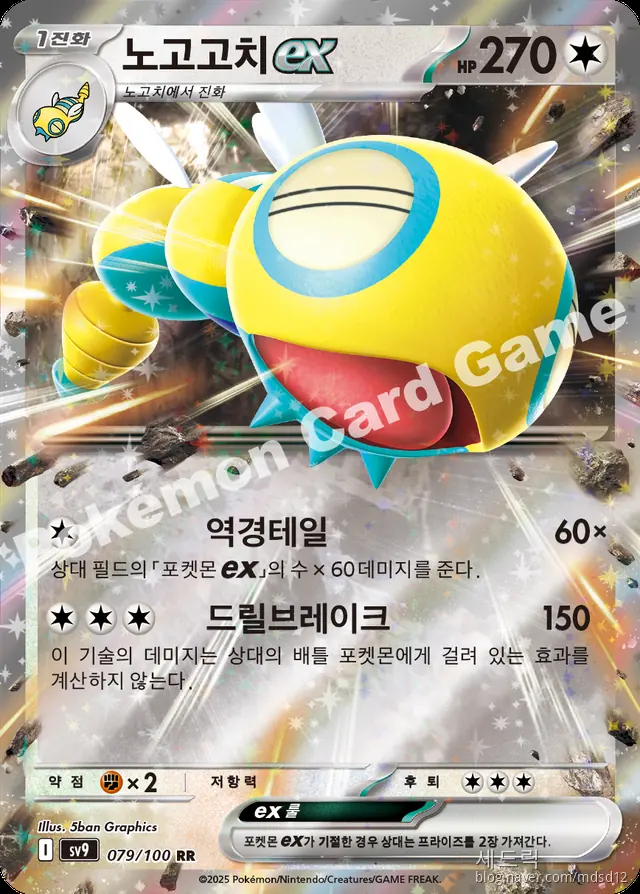 1진화
노고고치ex
HP270
노고치에서 진화
Pokémon Card Game
역경테일 60×
상대 필드의 「포켓몬 ex」의 수 × 60데미지를 준다.
드릴브레이크 150
이 기술의 데미지는 상대의 배틀 포켓몬에게 걸려 있는 효과를
계산하지 않는다.
약점 ×2 저항력 후퇴
ex 룰
포켓몬 ex가 기절한 경우 상대는 프라이즈를 2장 가져간다.
Illus. 5ban Graphics
I sv9 079/100 RR
세드릭
blog.naver.com/mdsd12
©2025 Pokémon/Nintendo/Creatures/GAME FREAK.